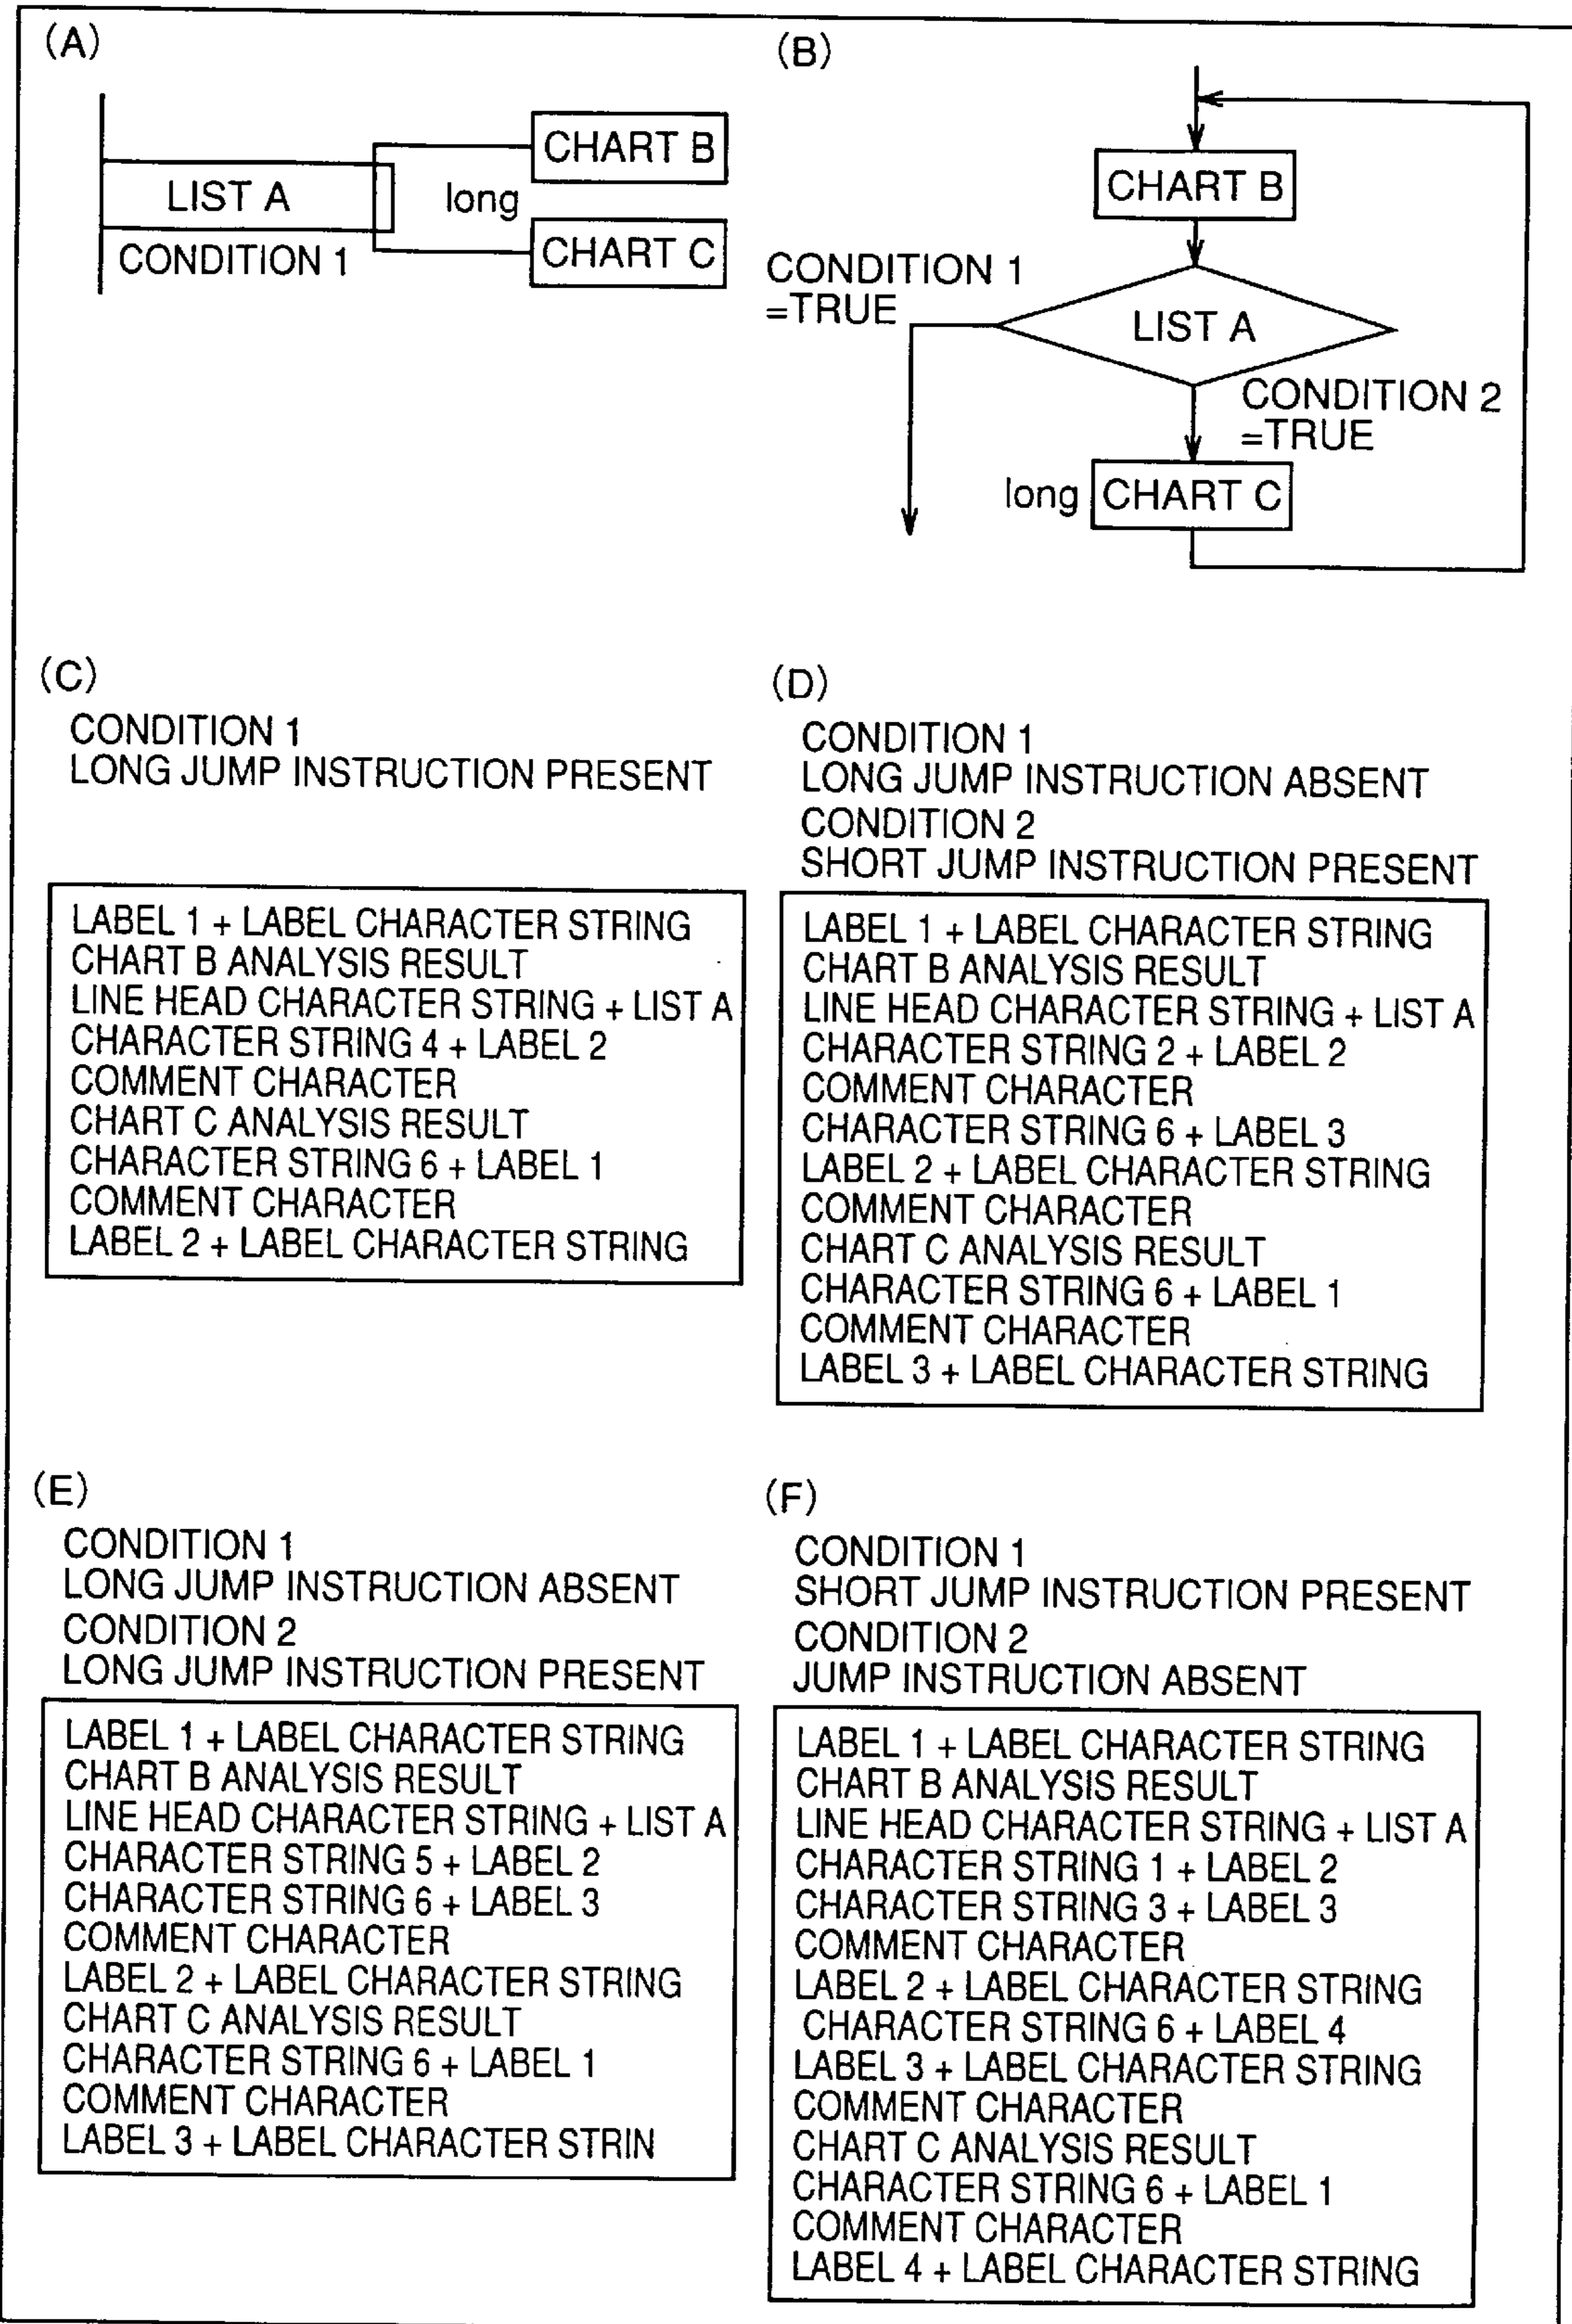 (A)
CHART B
LIST A
long
CONDITION 1
CHART C
(B)
CHART B
CONDITION 1
=TRUE
LIST A
CONDITION 2
=TRUE
long
CHART C
(C)
CONDITION 1
LONG JUMP INSTRUCTION PRESENT
LABEL 1 + LABEL CHARACTER STRING
CHART B ANALYSIS RESULT
LINE HEAD CHARACTER STRING + LIST A
CHARACTER STRING 4 + LABEL 2
COMMENT CHARACTER
CHART C ANALYSIS RESULT
CHARACTER STRING 6 + LABEL 1
COMMENT CHARACTER
LABEL 2 + LABEL CHARACTER STRING
(D)
CONDITION 1
LONG JUMP INSTRUCTION ABSENT
CONDITION 2
SHORT JUMP INSTRUCTION PRESENT
LABEL 1 + LABEL CHARACTER STRING
CHART B ANALYSIS RESULT
LINE HEAD CHARACTER STRING + LIST A
CHARACTER STRING 2 + LABEL 2
COMMENT CHARACTER
CHARACTER STRING 6 + LABEL 3
LABEL 2 + LABEL CHARACTER STRING
COMMENT CHARACTER
CHART C ANALYSIS RESULT
CHARACTER STRING 6 + LABEL 1
COMMENT CHARACTER
LABEL 3 + LABEL CHARACTER STRING
(E)
CONDITION 1
LONG JUMP INSTRUCTION ABSENT
CONDITION 2
LONG JUMP INSTRUCTION PRESENT
LABEL 1 + LABEL CHARACTER STRING
CHART B ANALYSIS RESULT
LINE HEAD CHARACTER STRING + LIST A
CHARACTER STRING 5 + LABEL 2
CHARACTER STRING 6 + LABEL 3
COMMENT CHARACTER
LABEL 2 + LABEL CHARACTER STRING
CHART C ANALYSIS RESULT
CHARACTER STRING 6 + LABEL 1
COMMENT CHARACTER
LABEL 3 + LABEL CHARACTER STRIN
(F)
CONDITION 1
SHORT JUMP INSTRUCTION PRESENT
CONDITION 2
JUMP INSTRUCTION ABSENT
LABEL 1 + LABEL CHARACTER STRING
CHART B ANALYSIS RESULT
LINE HEAD CHARACTER STRING + LIST A
CHARACTER STRING 1 + LABEL 2
CHARACTER STRING 3 + LABEL 3
COMMENT CHARACTER
LABEL 2 + LABEL CHARACTER STRING
CHARACTER STRING 6 + LABEL 4
LABEL 3 + LABEL CHARACTER STRING
COMMENT CHARACTER
CHART C ANALYSIS RESULT
CHARACTER STRING 6 + LABEL 1
COMMENT CHARACTER
LABEL 4 + LABEL CHARACTER STRING